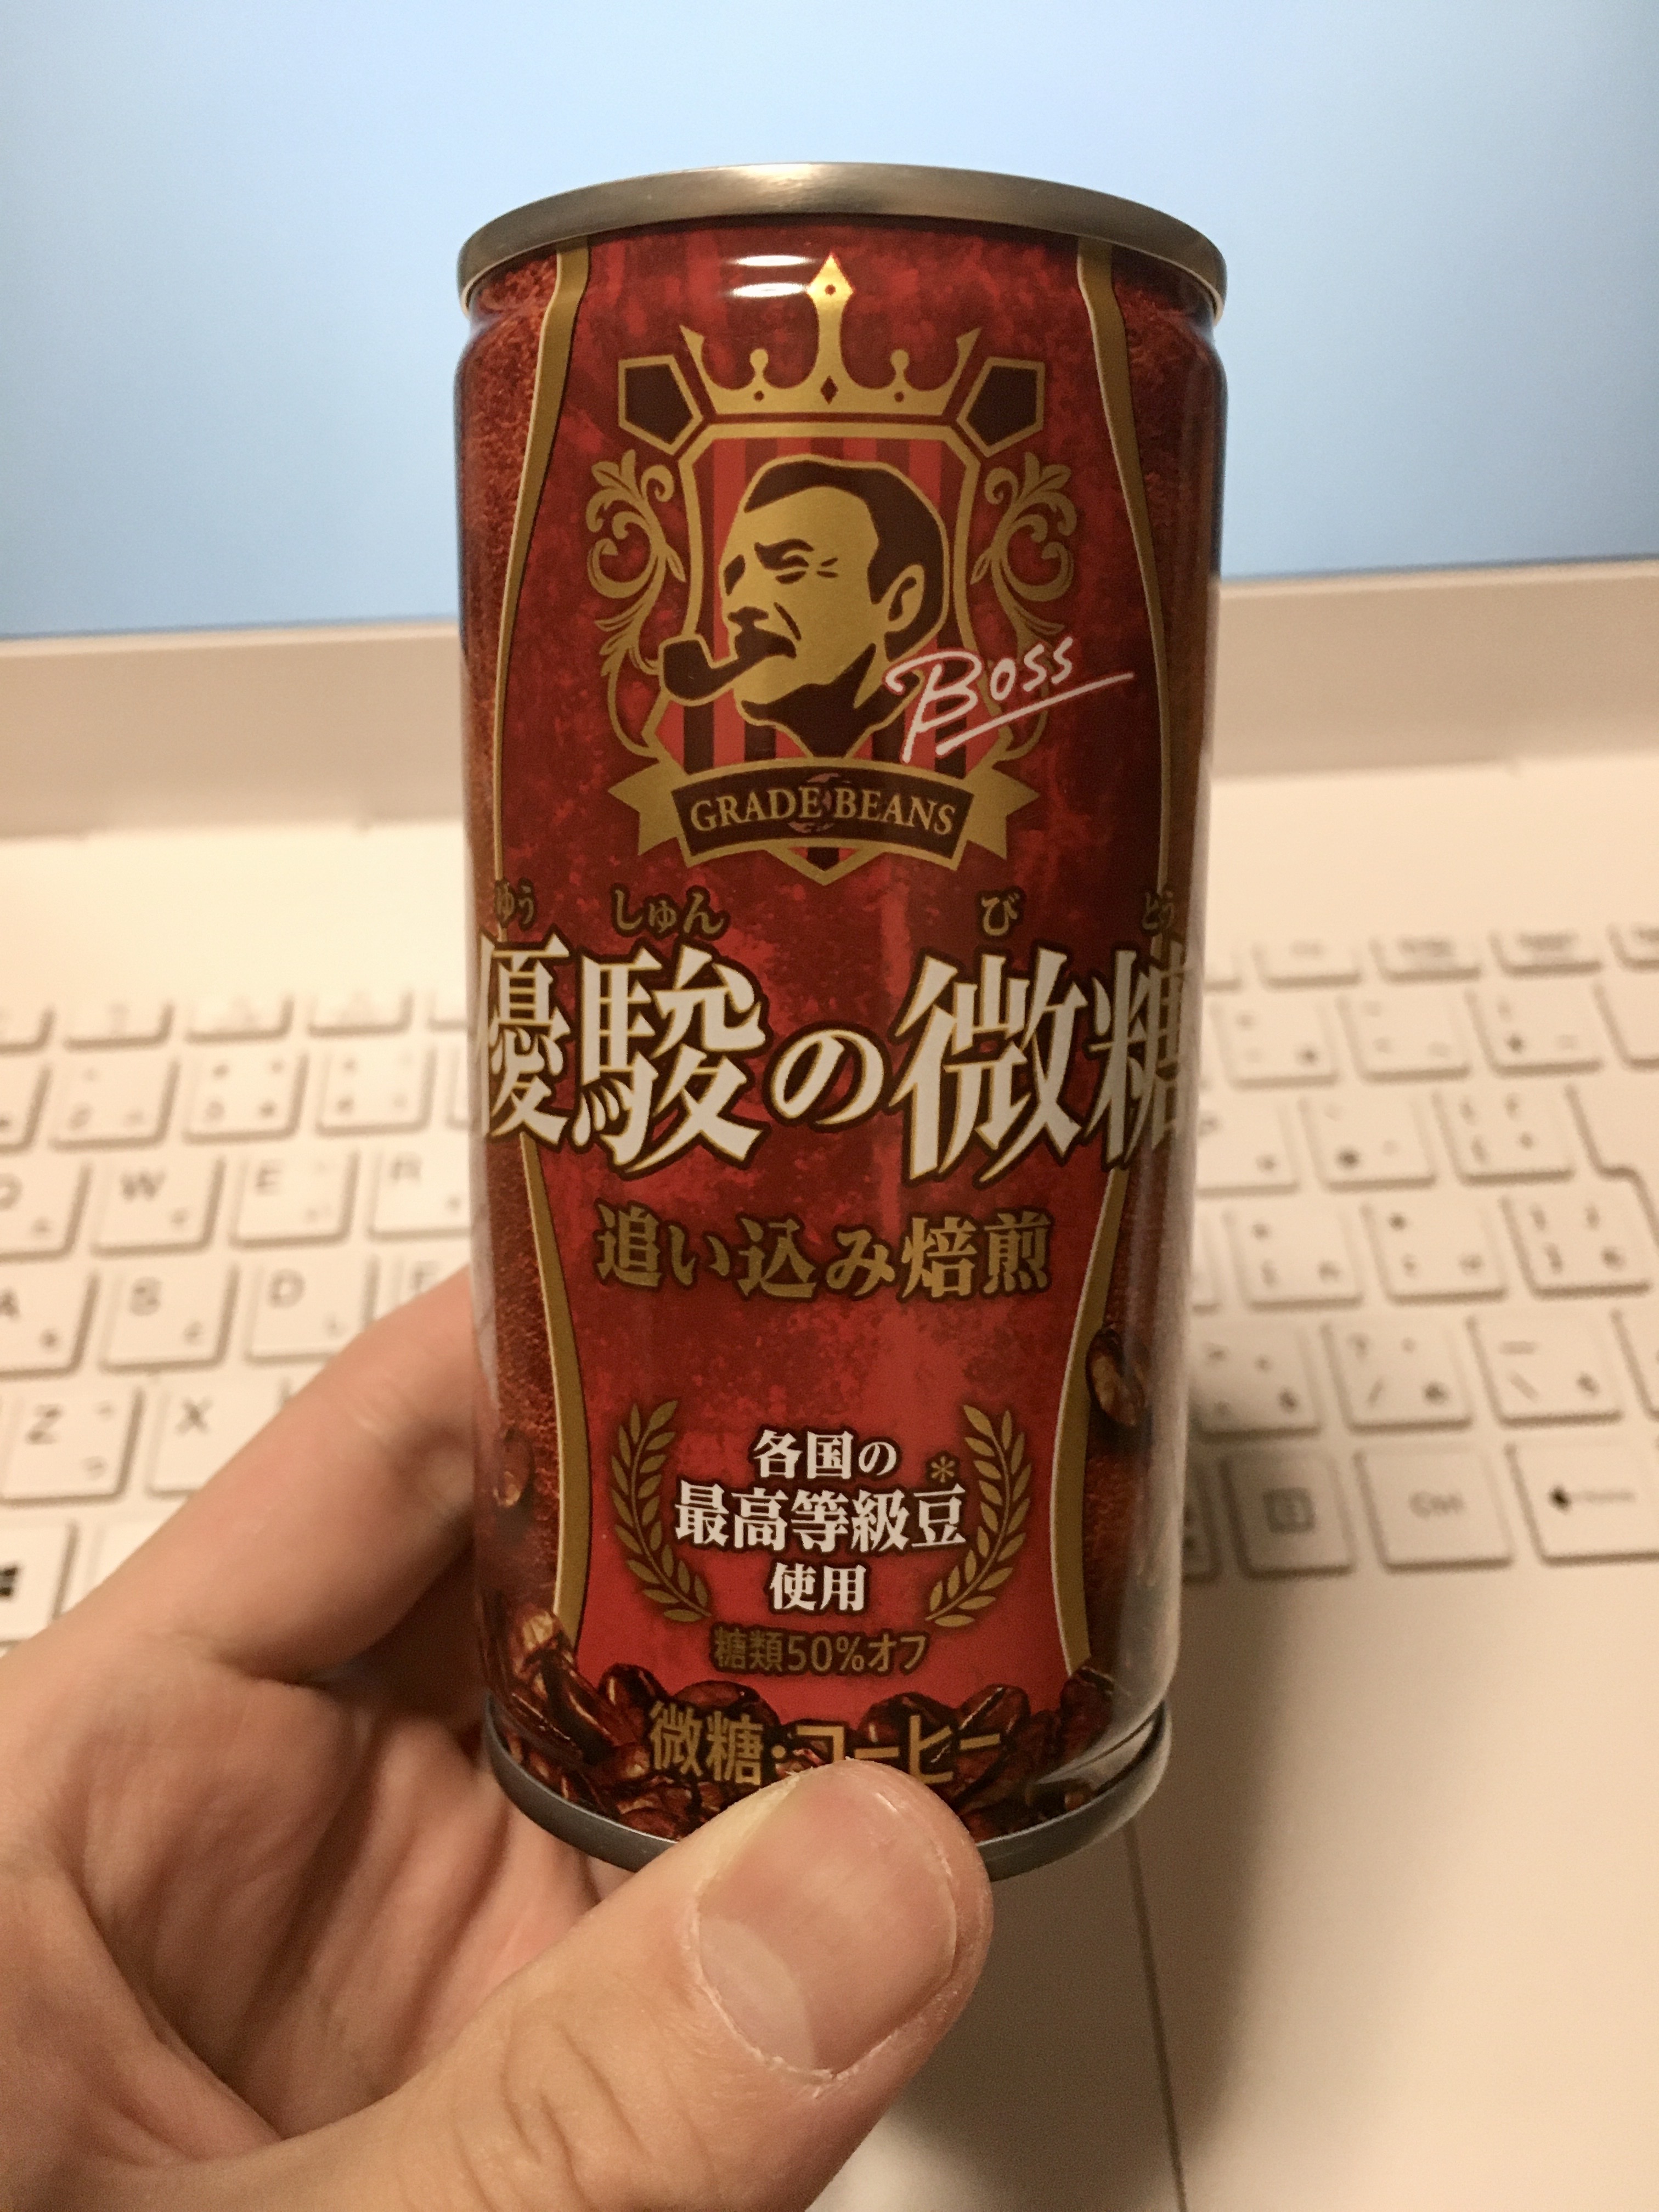 Boss
GRADE BEANS
ゆう しゅん び とう
優駿の微糖
追い込み焙煎
各国の
最高等級豆*
使用
糖類50%オフ
微糖・コーヒー
W
E
R
A
S
D
Z
X
Ctrl